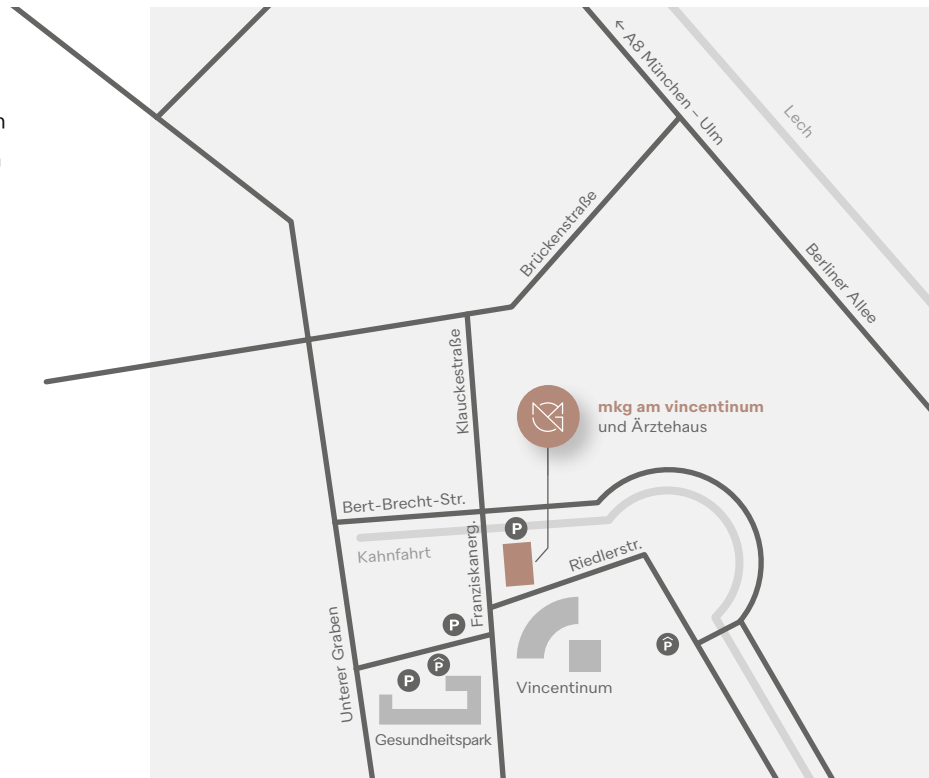 ← A8 München – Ulm
Lech
Brückenstraße
Berliner Allee
Klauckestraße
mkg am vincentinum
und Ärztehaus
Bert-Brecht-Str.
P
Kahnfahrt
Franziskanerg.
Riedlerstr.
Unterer Graben
P
P
P
P
Vincentinum
Gesundheitspark